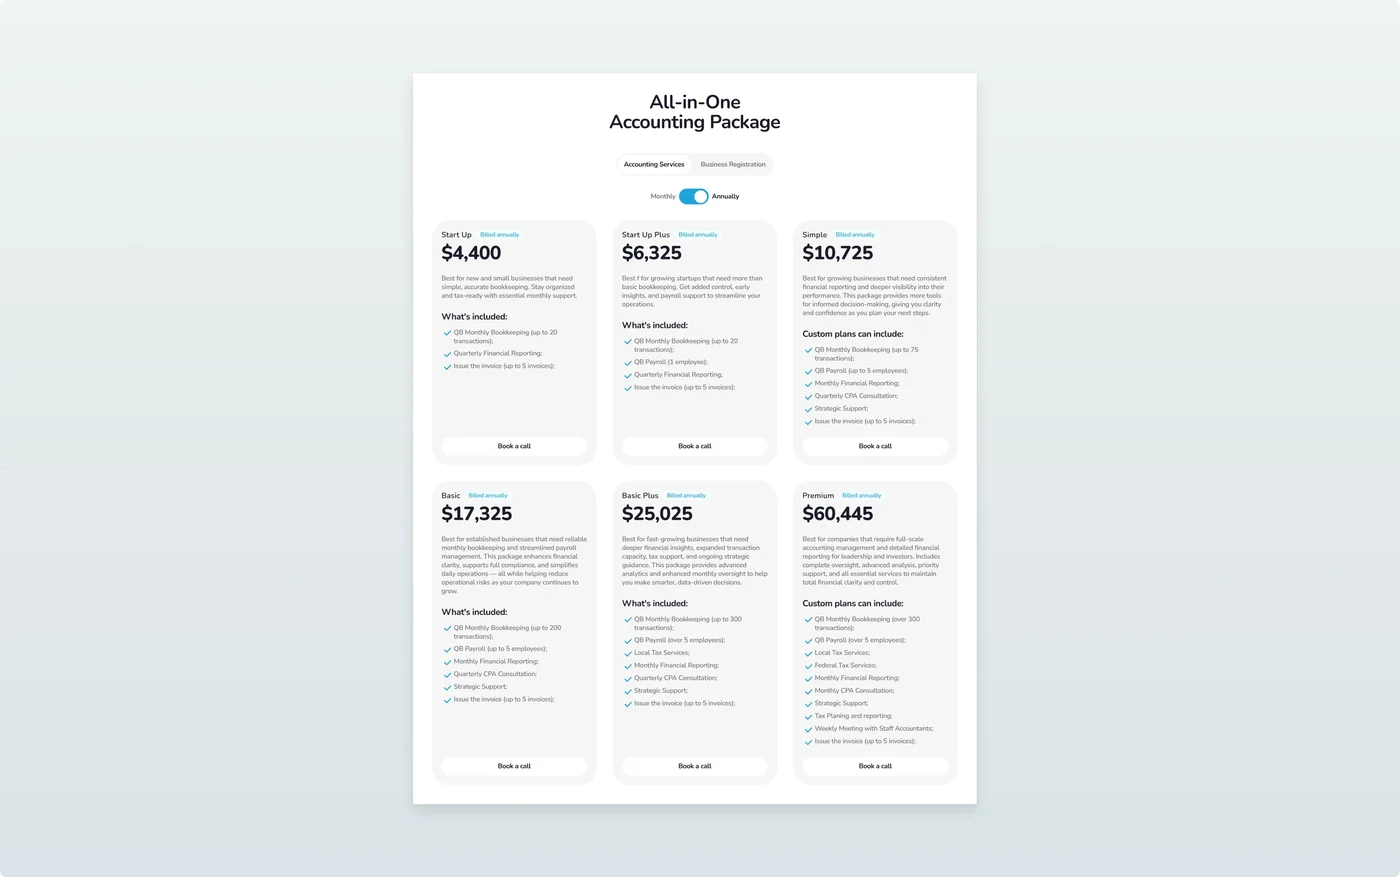 All-in-One
Accounting Package
Accounting Services
Business Registration
Monthly
Annually
Start Up
Billed annually
$4,400
Best for new and small businesses that need
simple, accurate bookkeeping. Stay organized
and tax-ready with essential monthly support.
What's included:
QB Monthly Bookkeeping (up to 20
transactions);
Quarterly Financial Reporting;
Issue the invoice (up to 5 invoices);
Book a call
Start Up Plus
Billed annually
$6,325
Best f for growing startups that need more than
basic bookkeeping. Get added control, early
insights, and payroll support to streamline your
operations.
What's included:
QB Monthly Bookkeeping (up to 20
transactions);
QB Payroll (1 employee);
Quarterly Financial Reporting;
Issue the invoice (up to 5 invoices);
Book a call
Simple
Billed annually
$10,725
Best for growing businesses that need consistent
financial reporting and deeper visibility into their
performance. This package provides more tools
for informed decision-making, giving you clarity
and confidence as you plan your next steps.
Custom plans can include:
QB Monthly Bookkeeping (up to 75
transactions);
QB Payroll (up to 5 employees);
Monthly Financial Reporting;
Quarterly CPA Consultation;
Strategic Support;
Issue the invoice (up to 5 invoices);
Book a call
Basic
Billed annually
$17,325
Best for established businesses that need reliable
monthly bookkeeping and streamlined payroll
management. This package enhances financial
clarity, supports full compliance, and simplifies
daily operations — all while helping reduce
operational risks as your company continues to
grow.
What's included:
QB Monthly Bookkeeping (up to 200
transactions);
QB Payroll (up to 5 employees);
Monthly Financial Reporting;
Quarterly CPA Consultation;
Strategic Support;
Issue the invoice (up to 5 invoices);
Book a call
Basic Plus
Billed annually
$25,025
Best for fast-growing businesses that need
deeper financial insights, expanded transaction
capacity, tax support, and ongoing strategic
guidance. This package provides advanced
analytics and enhanced monthly oversight to help
you make smarter, data-driven decisions.
What's included:
QB Monthly Bookkeeping (up to 300
transactions);
QB Payroll (over 5 employees);
Local Tax Services;
Monthly Financial Reporting;
Quarterly CPA Consultation;
Strategic Support;
Issue the invoice (up to 5 invoices);
Book a call
Premium
Billed annually
$60,445
Best for companies that require full-scale
accounting management and detailed financial
reporting for leadership and investors. Includes
complete oversight, advanced analysis, priority
support, and all essential services to maintain
total financial clarity and control.
Custom plans can include:
QB Monthly Bookkeeping (over 300
transactions);
QB Payroll (over 5 employees);
Local Tax Services;
Federal Tax Services;
Monthly Financial Reporting;
Monthly CPA Consultation;
Strategic Support;
Tax Planing and reporting;
Weekly Meeting with Staff Accountants;
Issue the invoice (up to 5 invoices);
Book a call